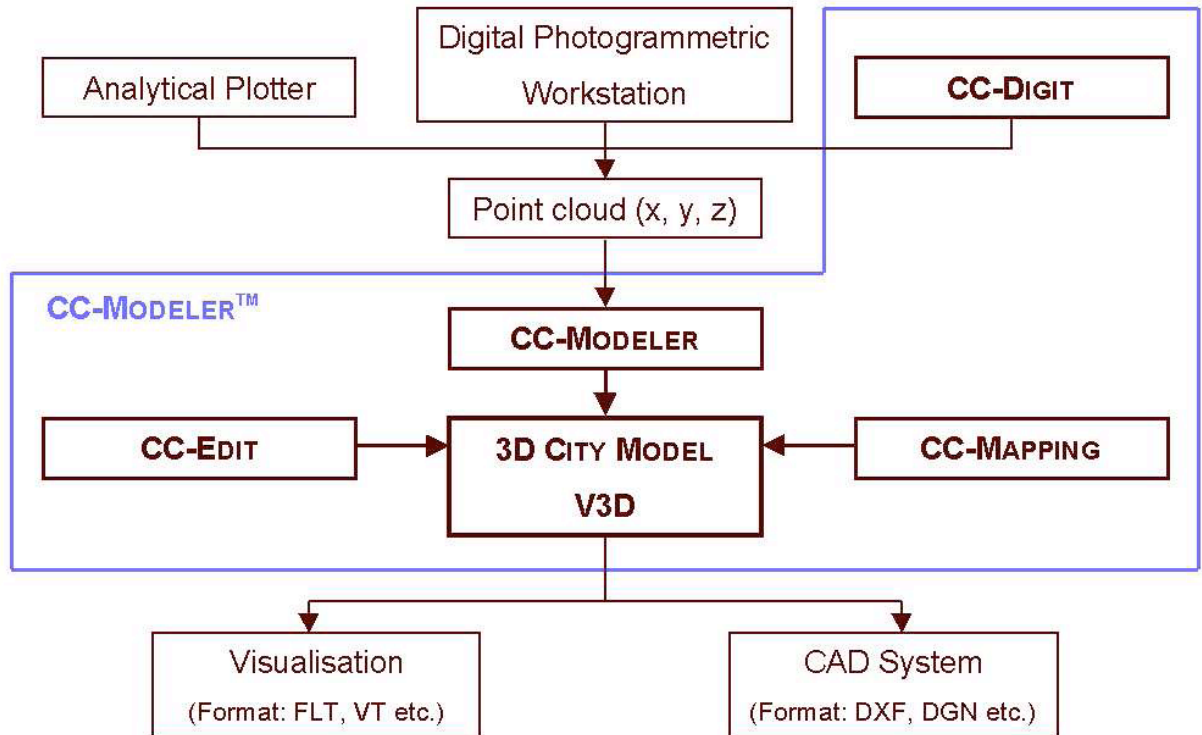 Digital Photogrammetric
Workstation
Analytical Plotter
CC-DIGIT
Point cloud (x, y, z)
CC-MODELER™
CC-MODELER
CC-EDIT
3D CITY MODEL
V3D
CC-MAPPING
Visualisation
(Format: FLT, VT etc.)
CAD System
(Format: DXF, DGN etc.)